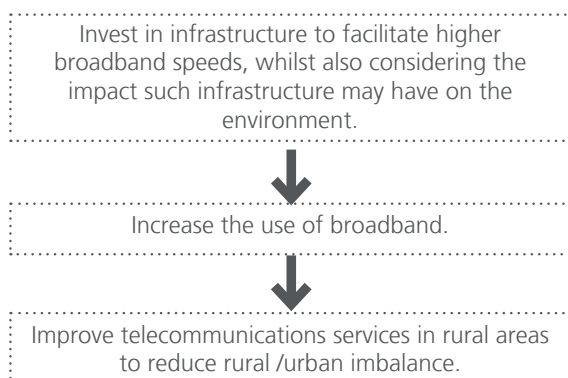 Invest in infrastructure to facilitate higher
broadband speeds, whilst also considering the
impact such infrastructure may have on the
environment.
Increase the use of broadband.
Improve telecommunications services in rural areas
to reduce rural /urban imbalance.